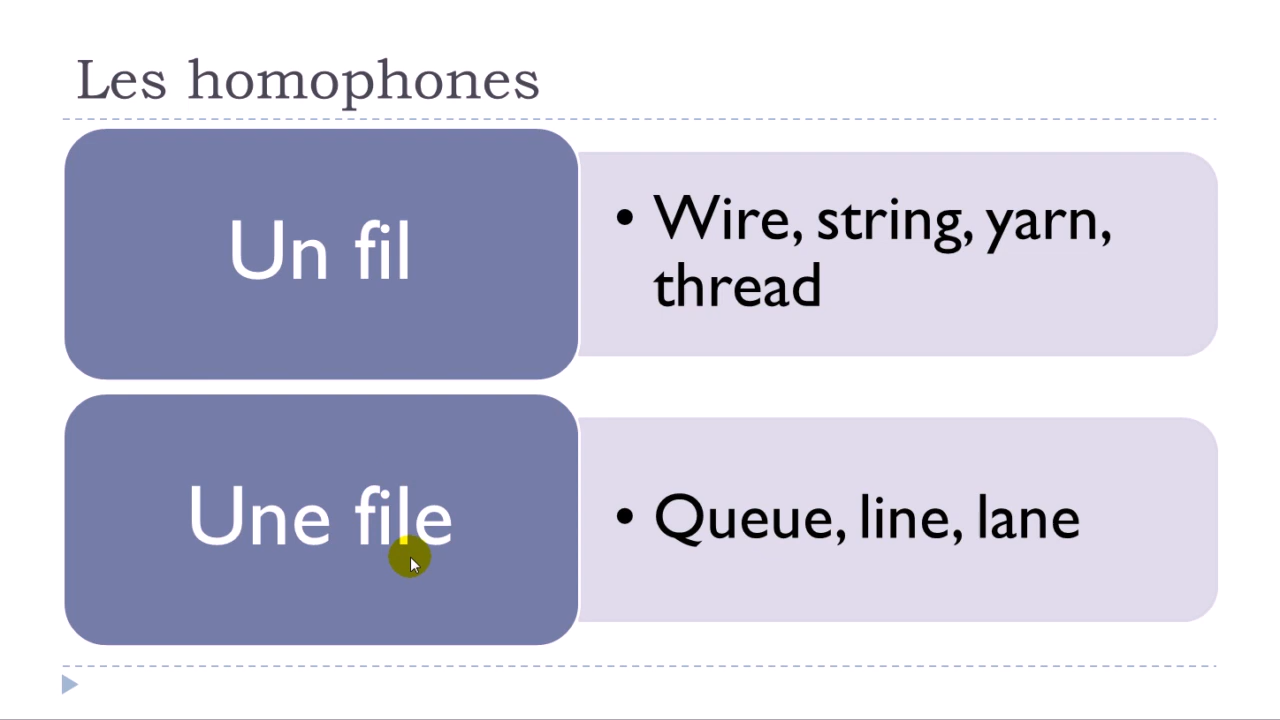 Les homophones
Un fil
• Wire, string, yarn,
thread
Une file
• Queue, line, lane